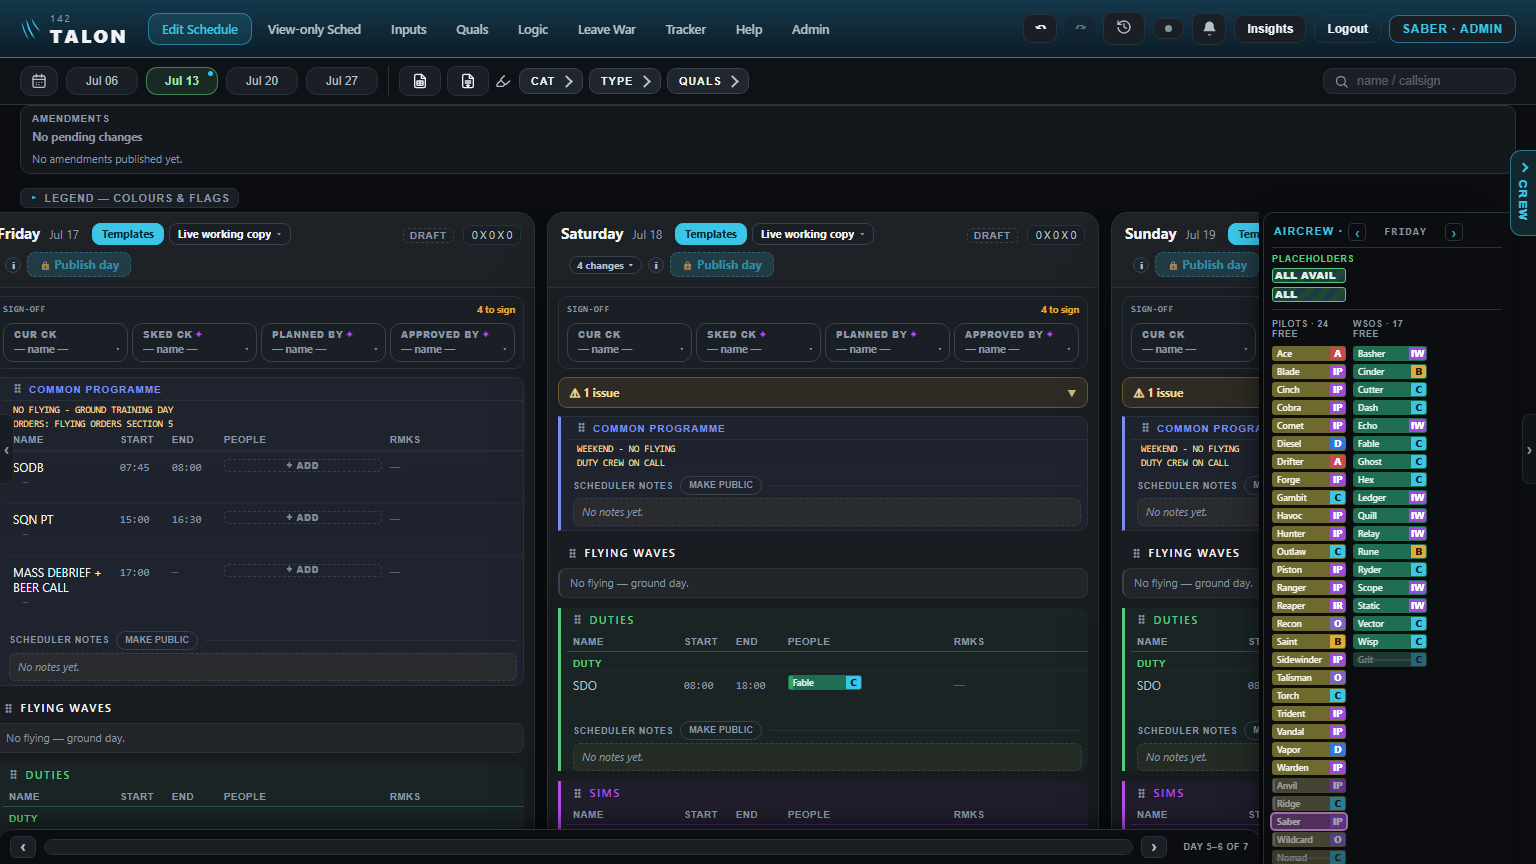 142
TALON
Edit Schedule
View-only Sched
Inputs
Quals
Logic
Leave War
Tracker
Help
Admin
Insights
Logout
SABER · ADMIN
Jul 06
Jul 13
Jul 20
Jul 27
CAT
TYPE
QUALS
name / callsign
AMENDMENTS
No pending changes
No amendments published yet.
LEGEND — COLOURS & FLAGS
CREW
Friday Jul 17 Templates Live working copy DRAFT 0X0X0
i Publish day
SIGN-OFF 4 to sign
CUR CK SKED CK PLANNED BY APPROVED BY
— name — — name — — name — — name —
COMMON PROGRAMME
NO FLYING - GROUND TRAINING DAY
ORDERS: FLYING ORDERS SECTION 5
NAME START END PEOPLE RMKS
SODB 07:45 08:00 + ADD —
—
SQN PT 15:00 16:30 + ADD —
—
MASS DEBRIEF + BEER CALL 17:00 — + ADD —
—
SCHEDULER NOTES MAKE PUBLIC
No notes yet.
FLYING WAVES
No flying — ground day.
DUTIES
NAME START END PEOPLE RMKS
DUTY
Saturday Jul 18 Templates Live working copy DRAFT 0X0X0
4 changes i Publish day
SIGN-OFF 4 to sign
CUR CK SKED CK PLANNED BY APPROVED BY
— name — — name — — name — — name —
1 issue
COMMON PROGRAMME
WEEKEND - NO FLYING
DUTY CREW ON CALL
SCHEDULER NOTES MAKE PUBLIC
No notes yet.
FLYING WAVES
No flying — ground day.
DUTIES
NAME START END PEOPLE RMKS
DUTY
SDO 08:00 18:00 Fable C —
SCHEDULER NOTES MAKE PUBLIC
No notes yet.
SIMS
NAME START END PEOPLE RMKS
Sunday Jul 19 Tem
i Publish day
SIGN-OFF
CUR CK
— name —
1 issue
COMMON PROGRA
WEEKEND - NO FLYING
DUTY CREW ON CALL
SCHEDULER NOTES M
No notes yet.
FLYING WAVES
No flying — ground day.
DUTIES
NAME ST
DUTY
SDO 08
SCHEDULER NOTES M
No notes yet.
SIMS
NAME ST
AIRCREW · FRIDAY
PLACEHOLDERS
ALL AVAIL
ALL
PILOTS · 24 FREE
Ace A
Blade IP
Cinch IP
Cobra IP
Comet IP
Diesel D
Drifter A
Forge IP
Gambit C
Havoc IP
Hunter IP
Outlaw C
Piston IP
Ranger IP
Reaper IR
Recon O
Saint B
Sidewinder IP
Talisman O
Torch C
Trident IP
Vandal IP
Vapor D
Warden IP
Anvil IP
Ridge C
Saber IP
Wildcard O
Nomad C
WSOS · 17 FREE
Basher IW
Cinder B
Cutter C
Dash C
Echo IW
Fable C
Ghost C
Hex C
Ledger IW
Quill IW
Relay IW
Rune B
Ryder C
Scope IW
Static IW
Vector C
Wisp C
Grit C
DAY 5–6 OF 7